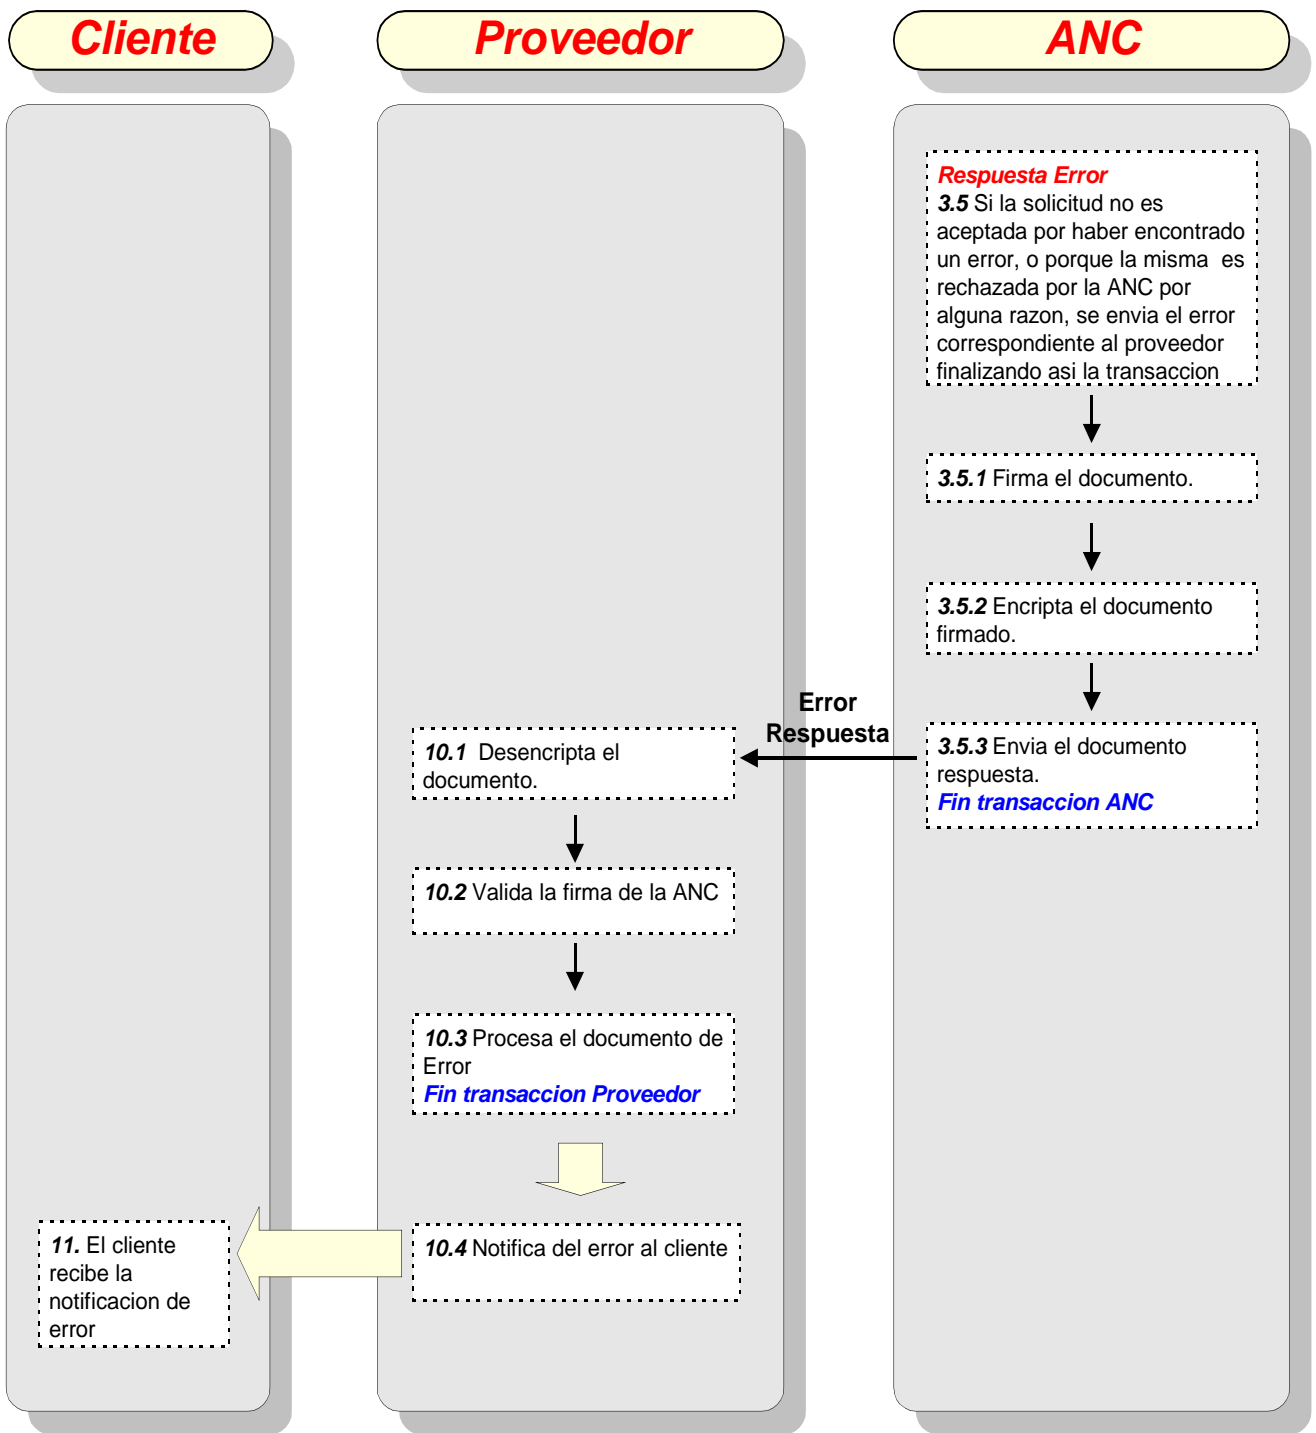 Cliente
Proveedor
ANC
Respuesta Error
3.5 Si la solicitud no es
aceptada por haber encontrado
un error, o porque la misma es
rechazada por la ANC por
alguna razon, se envia el error
correspondiente al proveedor
finalizando asi la transaccion
3.5.1 Firma el documento.
3.5.2 Encripta el documento
firmado.
3.5.3 Envia el documento
respuesta.
Fin transaccion ANC
Error
Respuesta
10.1 Desencripta el
documento.
10.2 Valida la firma de la ANC
10.3 Procesa el documento de
Error
Fin transaccion Proveedor
10.4 Notifica del error al cliente
11. El cliente
recibe la
notificacion de
error